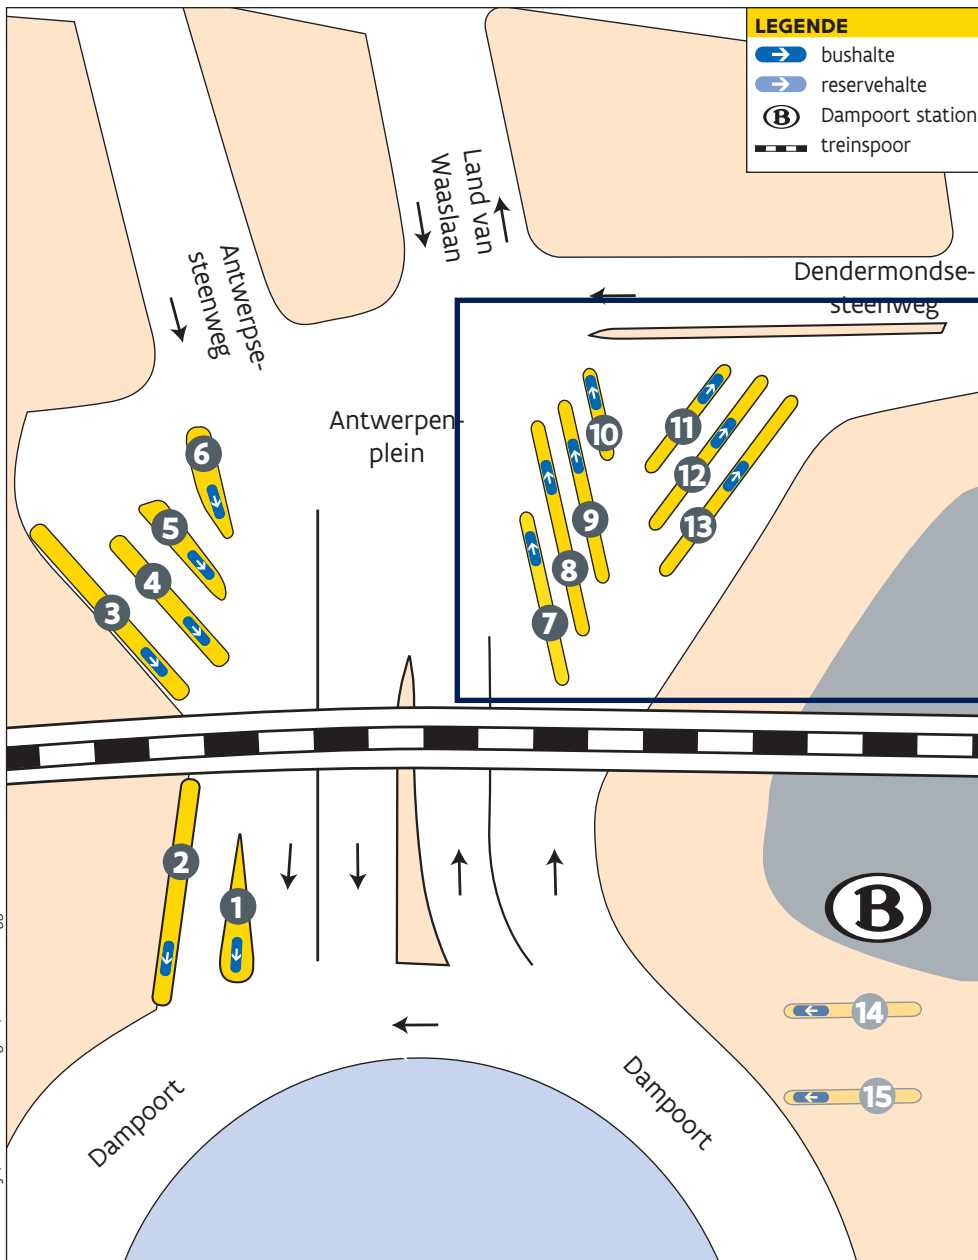 LEGENDE
bushalte
reservehalte
B Dampoort station
treinspoor
Land van
Waaslaan
Antwerpse-
steenweg
Dendermondse-
steenweg
Antwerpen-
plein
6
5
4
3
10
11
12
13
9
8
7
2
1
B
14
15
Dampoort
Dampoort